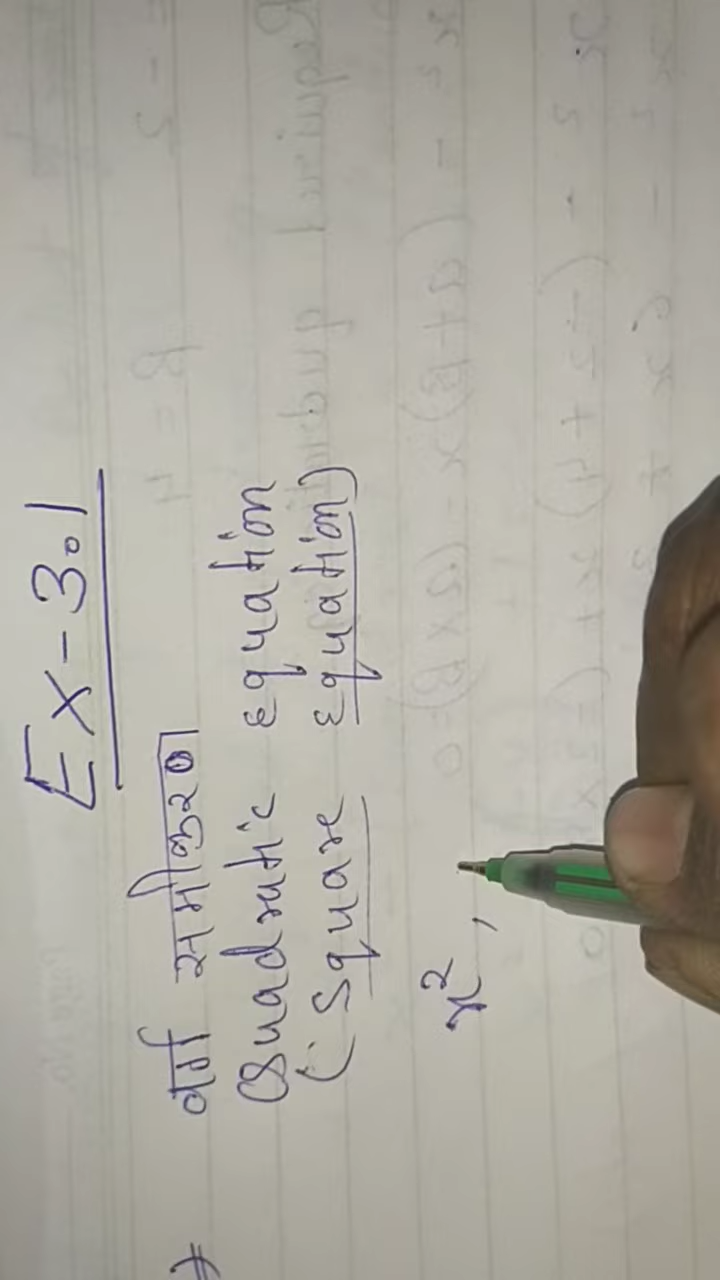 Ex-3.1
⇒ वर्ग समीकरण
Quadratic equation
(Square equation)
x²,